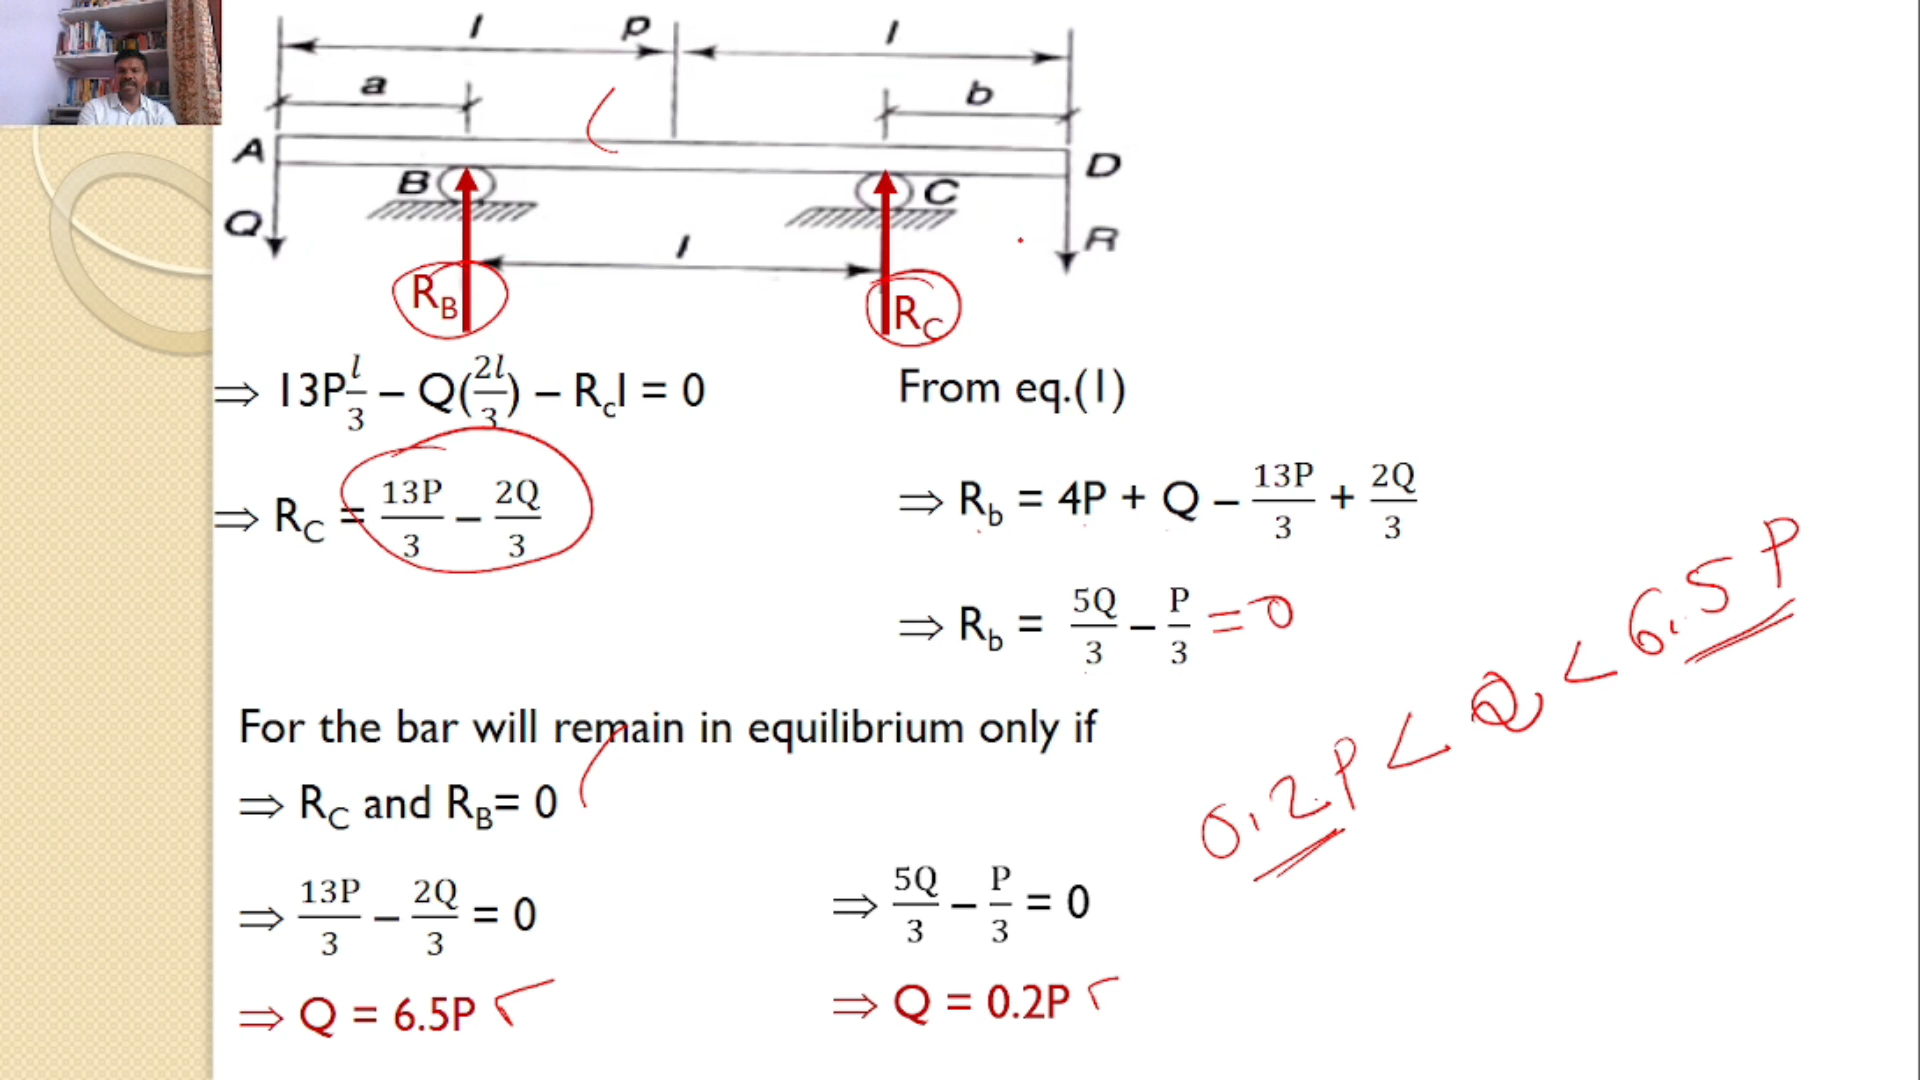 l P l
a b
A D
B C
Q R
l
R_B R_C
⇒ 13P l/3 – Q(2l/3) – R_cl = 0
From eq.(1)
⇒ R_C = 13P/3 – 2Q/3
⇒ R_b = 4P + Q – 13P/3 + 2Q/3
⇒ R_b = 5Q/3 – P/3 = 0
0.2P < Q < 6.5P
For the bar will remain in equilibrium only if
⇒ R_C and R_B= 0
⇒ 13P/3 – 2Q/3 = 0
⇒ 5Q/3 – P/3 = 0
⇒ Q = 6.5P
⇒ Q = 0.2P